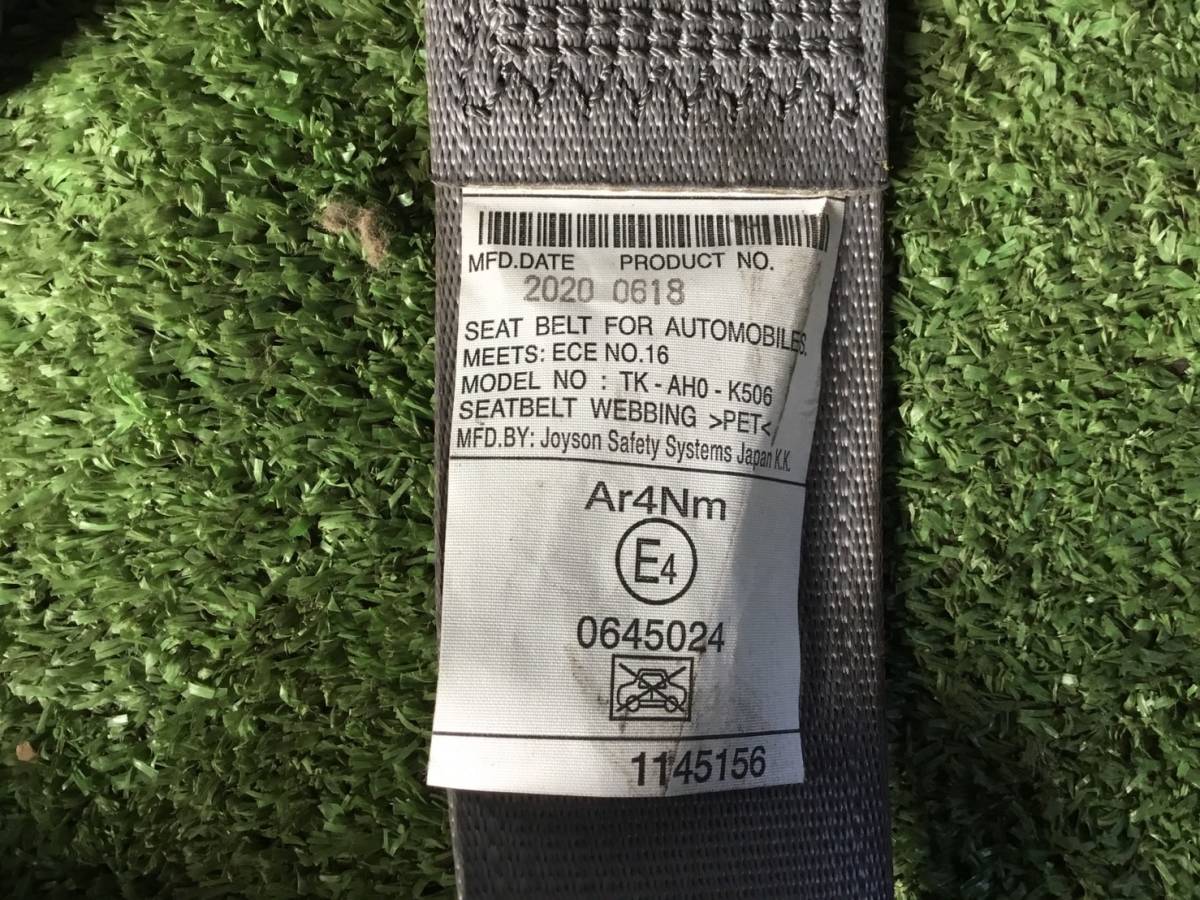 MFD.DATE PRODUCT NO.
2020 0618
SEAT BELT FOR AUTOMOBILES.
MEETS: ECE NO.16
MODEL NO : TK - AH0 - K506
SEATBELT WEBBING >PET<
MFD.BY: Joyson Safety Systems Japan K.K.
Ar4Nm
E4
0645024
1145156